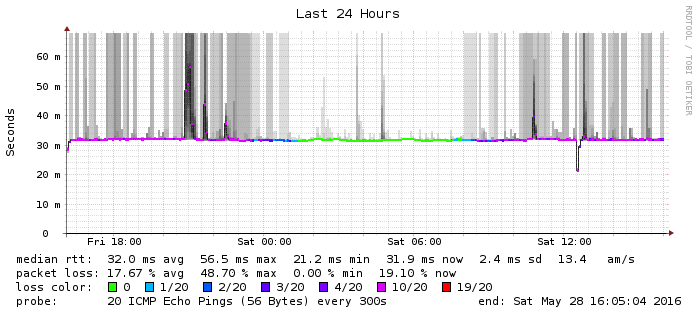 Last 24 Hours
RRDTOOL / TOBI OETIKER
Seconds
60 m
50 m
40 m
30 m
20 m
10 m
0
Fri 18:00 Sat 00:00 Sat 06:00 Sat 12:00
median rtt: 32.0 ms avg 56.5 ms max 21.2 ms min 31.9 ms now 2.4 ms sd 13.4 am/s
packet loss: 17.67 % avg 48.70 % max 0.00 % min 19.10 % now
loss color: 0 1/20 2/20 3/20 4/20 10/20 19/20
probe: 20 ICMP Echo Pings (56 Bytes) every 300s end: Sat May 28 16:05:04 2016